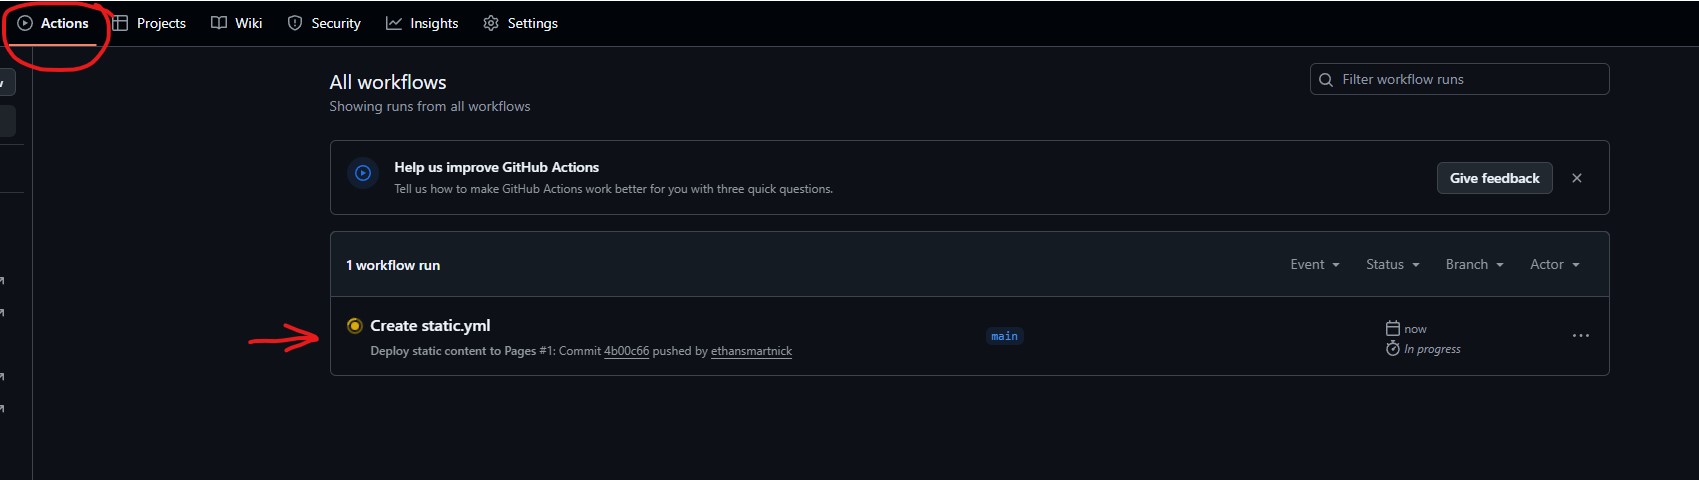 Actions Projects Wiki Security Insights Settings
All workflows
Showing runs from all workflows
Filter workflow runs
Help us improve GitHub Actions
Tell us how to make GitHub Actions work better for you with three quick questions.
Give feedback
1 workflow run
Event Status Branch Actor
Create static.yml
Deploy static content to Pages #1: Commit 4b00c66 pushed by ethansmartnick
main
now
In progress